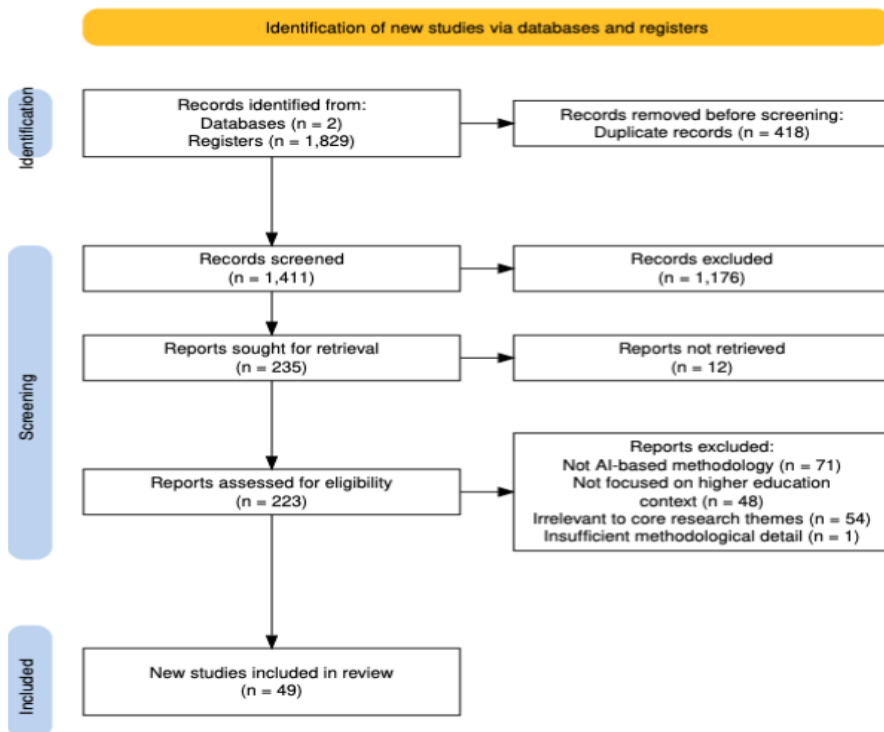 Identification of new studies via databases and registers
Identification
Records identified from:
Databases (n = 2)
Registers (n = 1,829)
Records removed before screening:
Duplicate records (n = 418)
Screening
Records screened
(n = 1,411)
Records excluded
(n = 1,176)
Reports sought for retrieval
(n = 235)
Reports not retrieved
(n = 12)
Reports assessed for eligibility
(n = 223)
Reports excluded:
Not AI-based methodology (n = 71)
Not focused on higher education
context (n = 48)
Irrelevant to core research themes (n = 54)
Insufficient methodological detail (n = 1)
Included
New studies included in review
(n = 49)